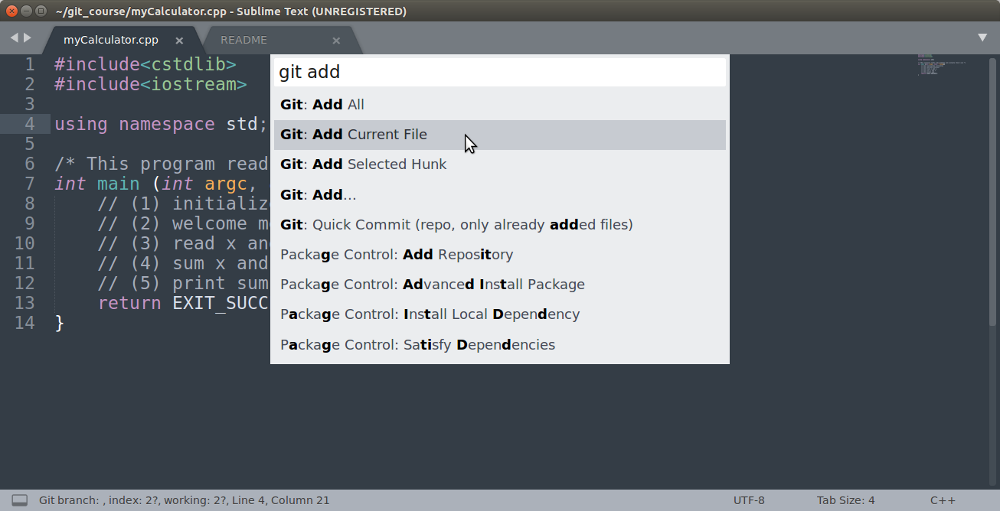 ~/git_course/myCalculator.cpp - Sublime Text (UNREGISTERED)
myCalculator.cpp
README
git add
Git: Add All
Git: Add Current File
Git: Add Selected Hunk
Git: Add...
Git: Quick Commit (repo, only already added files)
Package Control: Add Repository
Package Control: Advanced Install Package
Package Control: Install Local Dependency
Package Control: Satisfy Dependencies
1 #include<cstdlib>
2 #include<iostream>
3
4 using namespace std;
5
6 /* This program read
7 int main (int argc,
8 // (1) initializ
9 // (2) welcome m
10 // (3) read x an
11 // (4) sum x and
12 // (5) print sum
13 return EXIT_SUCC
14 }
Git branch: , index: 2?, working: 2?, Line 4, Column 21
UTF-8
Tab Size: 4
C++